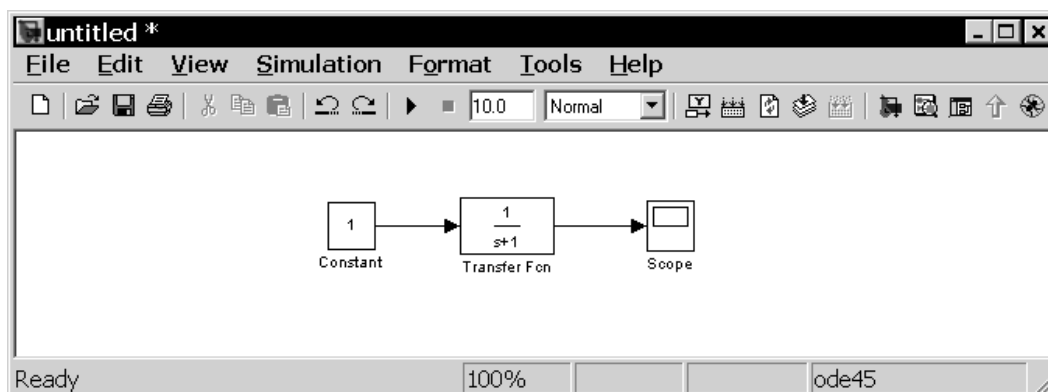 untitled *
File Edit View Simulation Format Tools Help
10.0 Normal
1
1
s+1
Constant
Transfer Fcn
Scope
Ready 100% ode45